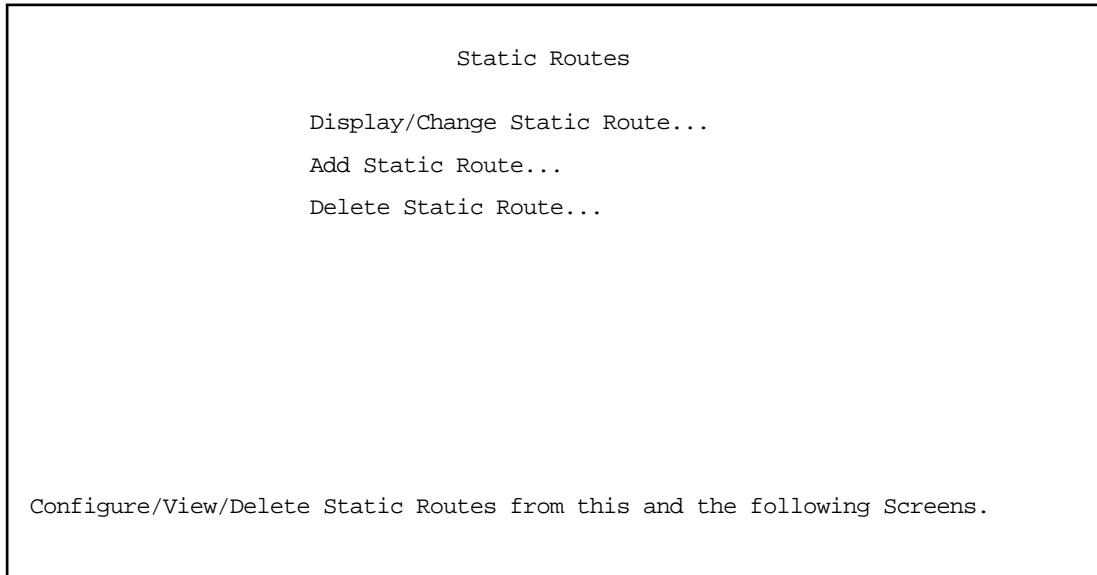 Static Routes
Display/Change Static Route...
Add Static Route...
Delete Static Route...
Configure/View/Delete Static Routes from this and the following Screens.